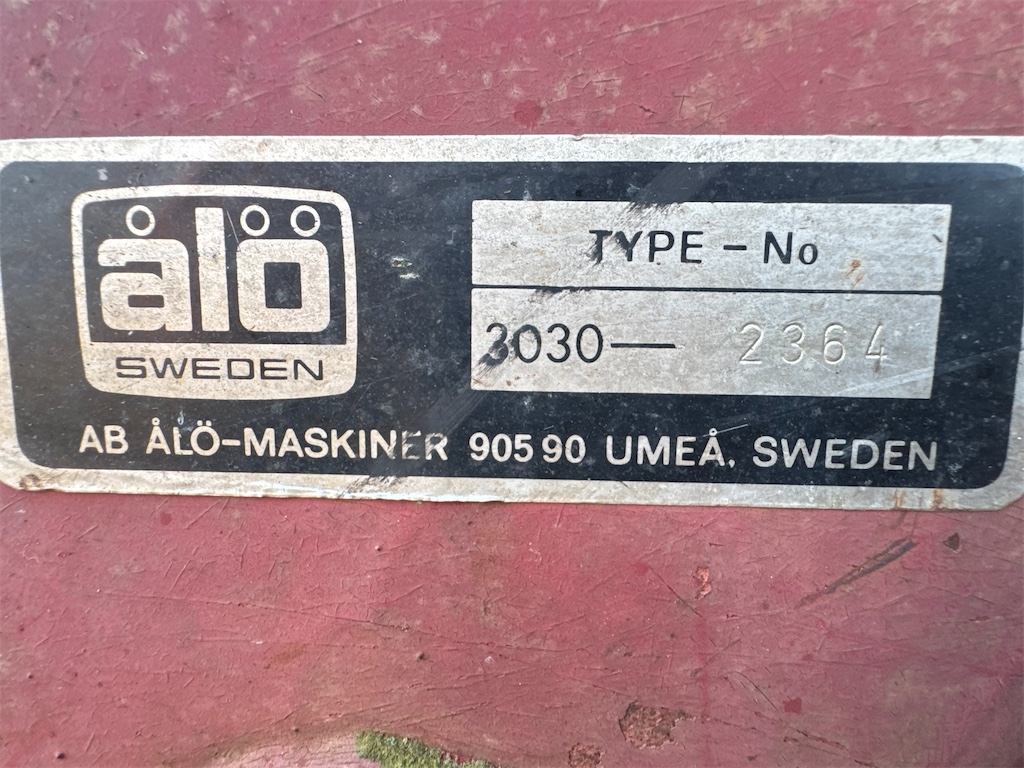 ålö
SWEDEN
TYPE – No
3030— 2364
AB ÅLÖ-MASKINER 905 90 UMEÅ, SWEDEN